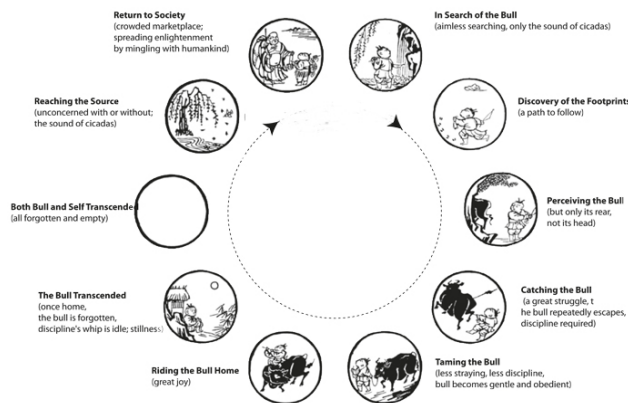 Return to Society
(crowded marketplace;
spreading enlightenment
by mingling with humankind)
In Search of the Bull
(aimless searching, only the sound of cicadas)
Reaching the Source
(unconcerned with or without;
the sound of cicadas)
Discovery of the Footprints
(a path to follow)
Both Bull and Self Transcended
(all forgotten and empty)
Perceiving the Bull
(but only its rear,
not its head)
The Bull Transcended
(once home,
the bull is forgotten,
discipline's whip is idle; stillness)
Catching the Bull
(a great struggle, t
he bull repeatedly escapes,
discipline required)
Riding the Bull Home
(great joy)
Taming the Bull
(less straying, less discipline,
bull becomes gentle and obedient)